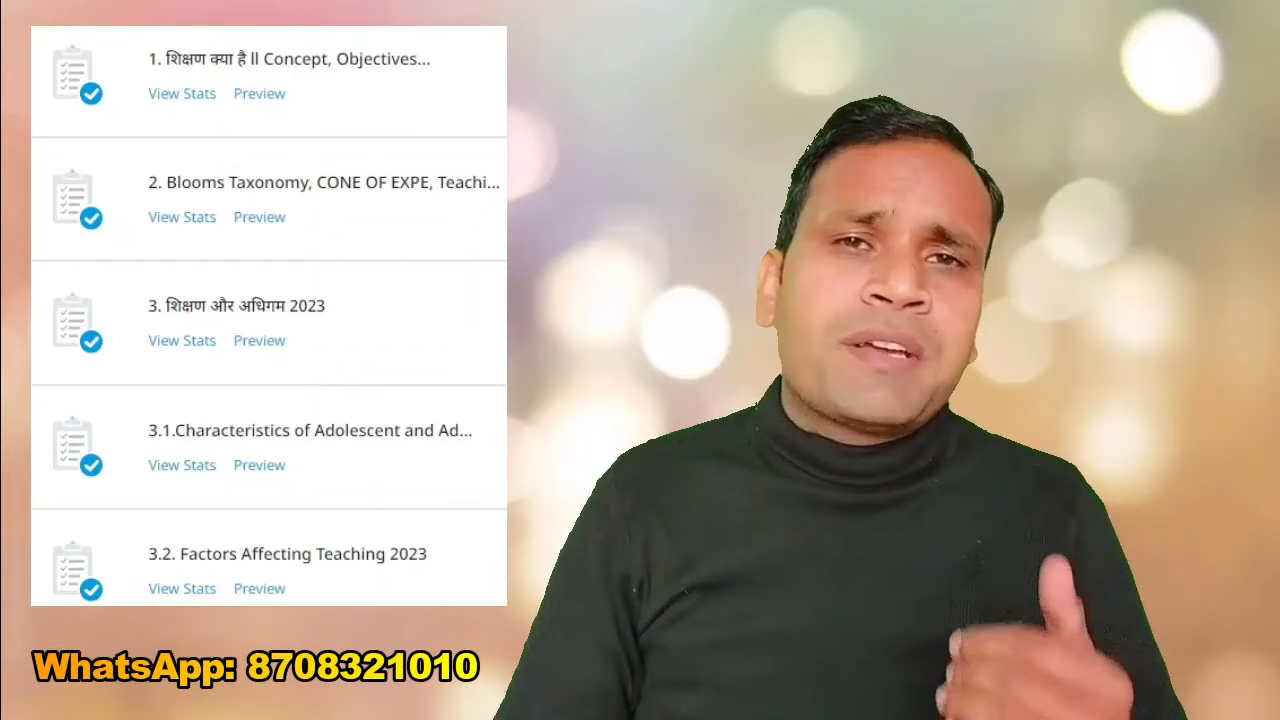 1. शिक्षण क्या है ll Concept, Objectives...
View Stats Preview
2. Blooms Taxonomy, CONE OF EXPE, Teachi...
View Stats Preview
3. शिक्षण और अधिगम 2023
View Stats Preview
3.1.Characteristics of Adolescent and Ad...
View Stats Preview
3.2. Factors Affecting Teaching 2023
View Stats Preview
WhatsApp: 8708321010